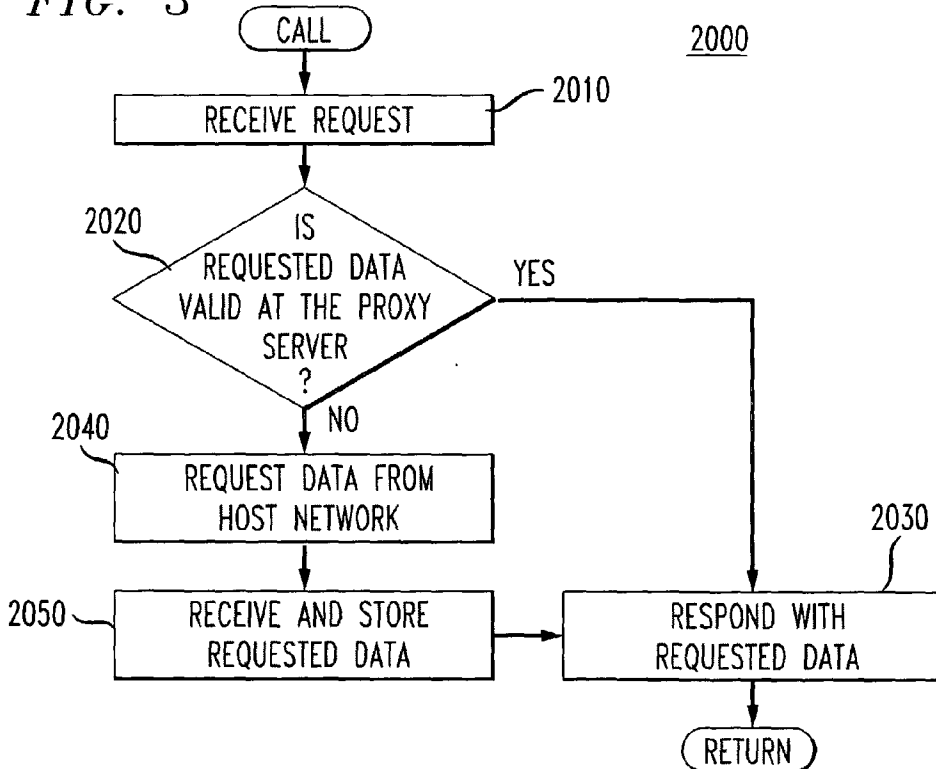 FIG. 3
CALL
2000
RECEIVE REQUEST
2010
2020
IS
REQUESTED DATA
VALID AT THE PROXY
SERVER
?
YES
NO
2040
REQUEST DATA FROM
HOST NETWORK
2030
2050
RECEIVE AND STORE
REQUESTED DATA
RESPOND WITH
REQUESTED DATA
RETURN